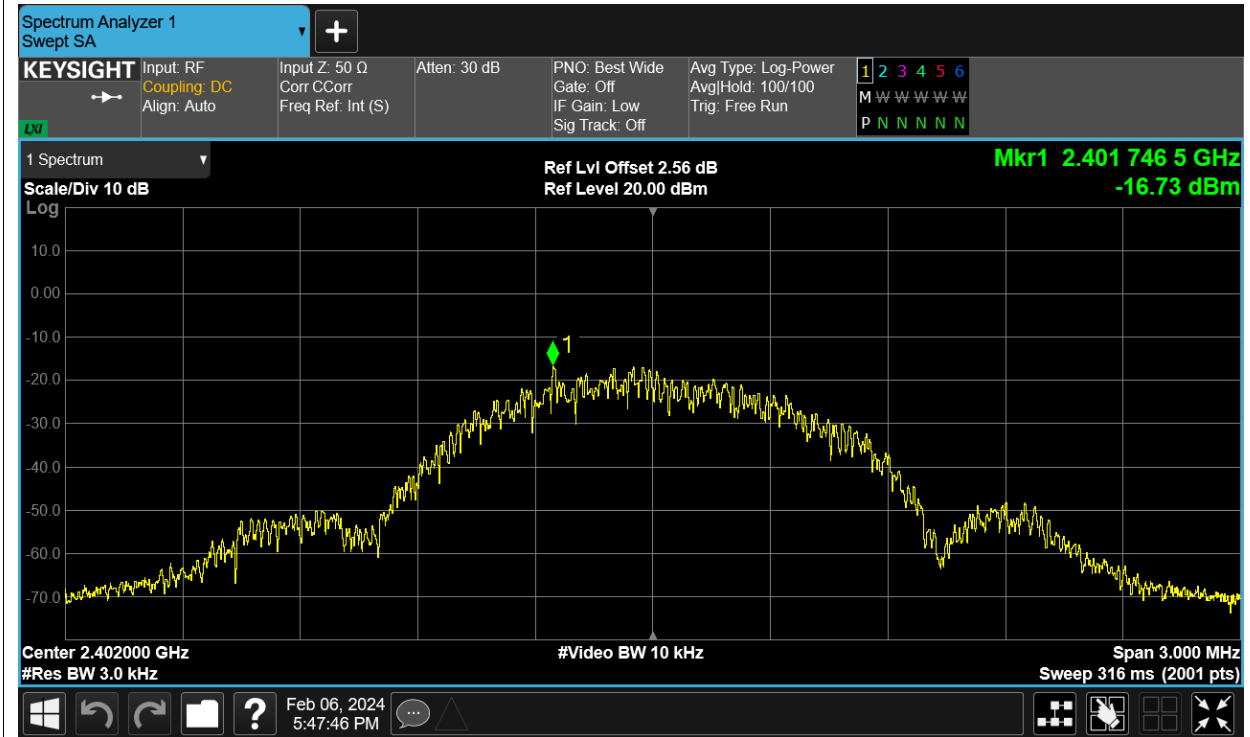 Spectrum Analyzer 1
Swept SA
+
KEYSIGHT
LXI
Input: RF
Coupling: DC
Align: Auto
Input Z: 50 Ω
Corr CCorr
Freq Ref: Int (S)
Atten: 30 dB
PNO: Best Wide
Gate: Off
IF Gain: Low
Sig Track: Off
Avg Type: Log-Power
Avg|Hold: 100/100
Trig: Free Run
1 2 3 4 5 6
M W W W W W
P N N N N N
1 Spectrum
Scale/Div 10 dB
Log
Ref Lvl Offset 2.56 dB
Ref Level 20.00 dBm
Mkr1 2.401 746 5 GHz
-16.73 dBm
10.0
0.00
-10.0
-20.0
-30.0
-40.0
-50.0
-60.0
-70.0
1
Center 2.402000 GHz
#Res BW 3.0 kHz
#Video BW 10 kHz
Span 3.000 MHz
Sweep 316 ms (2001 pts)
?
Feb 06, 2024
5:47:46 PM